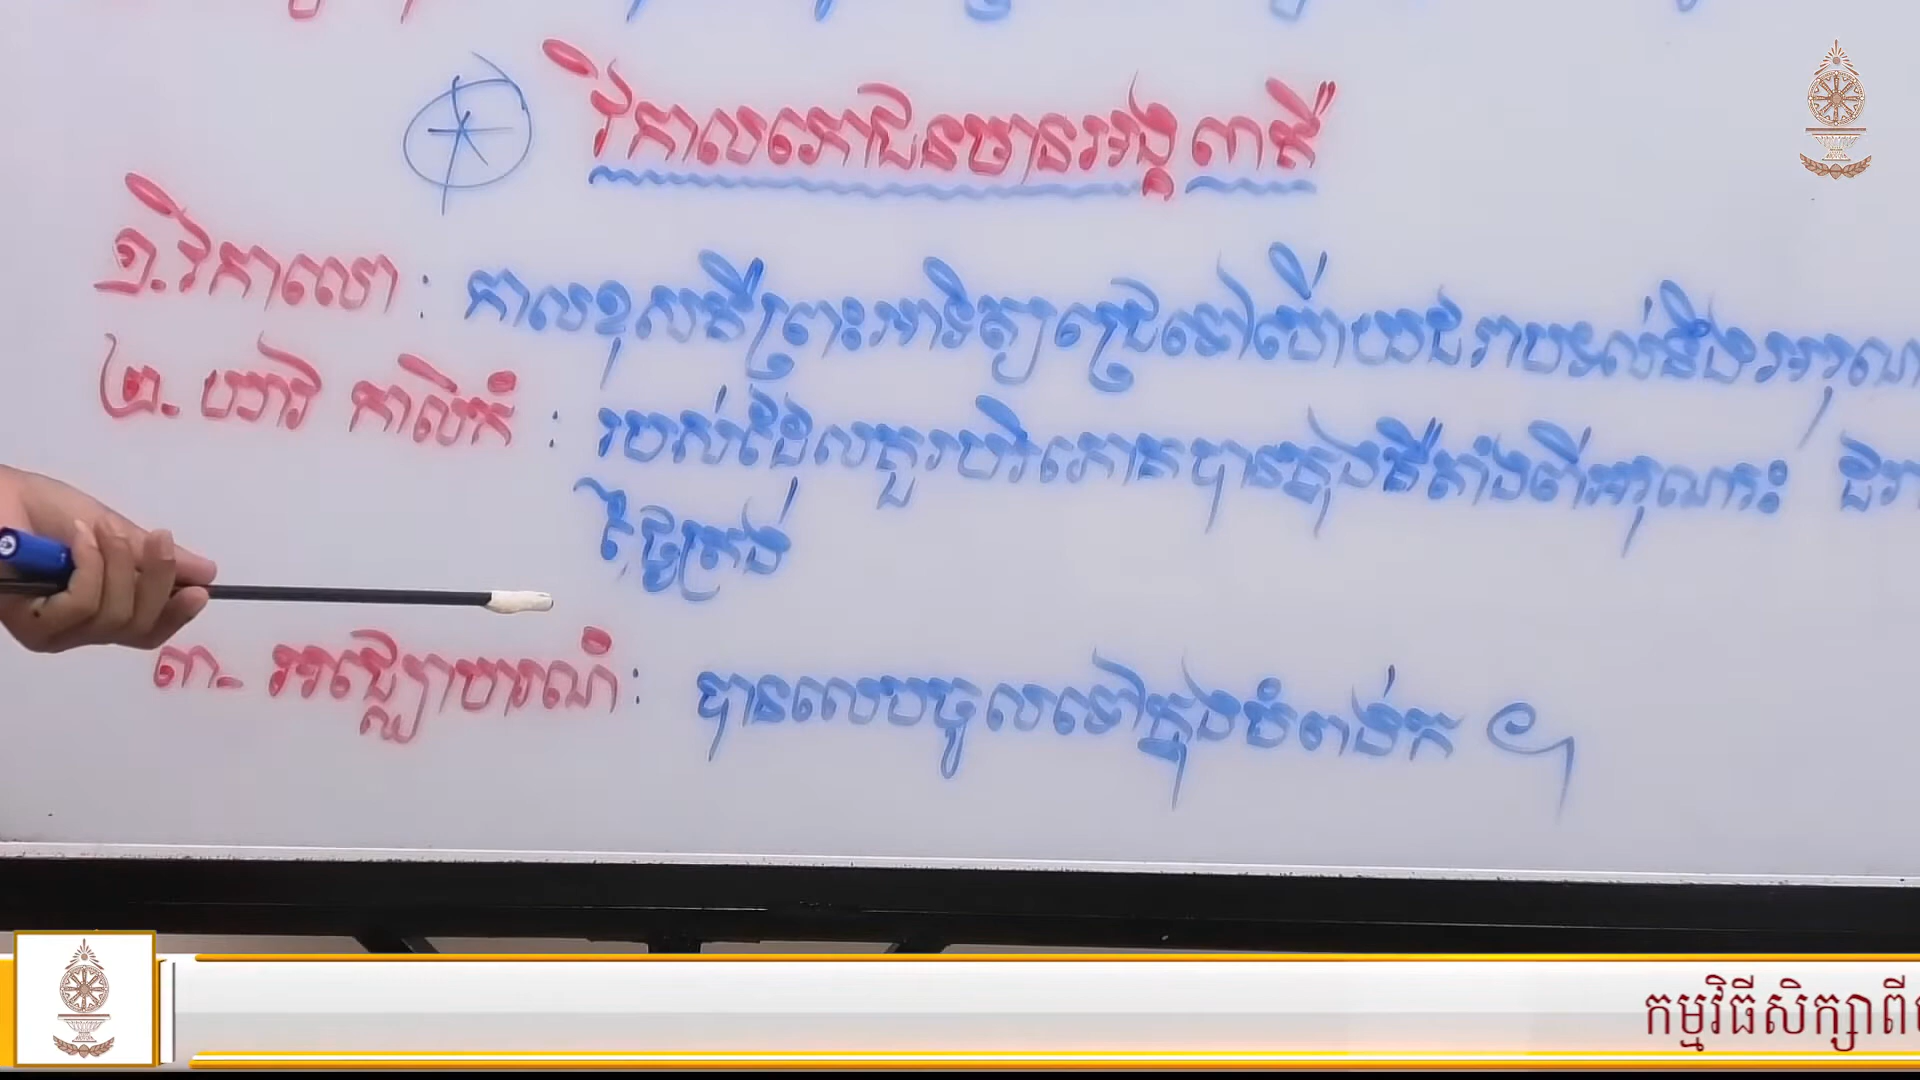 វិកាលភោជនមានអង្គ ៣គឺ
១. វិកាលោ : កាលខុសគឺព្រះអាទិត្យជ្រេទៅហើយដរាបទល់នឹងអរុណ
២. យាវ កាលិកំ : របស់ដែលគួរបរិភោគបានក្នុងគឺតាំងពីអរុណរះ ដរា
ថ្ងៃត្រង់
៣- អជ្ឈោហរណំ : បានលេបចូលទៅក្នុងបំពង់ក ៕
កម្មវិធីសិក្សាពី